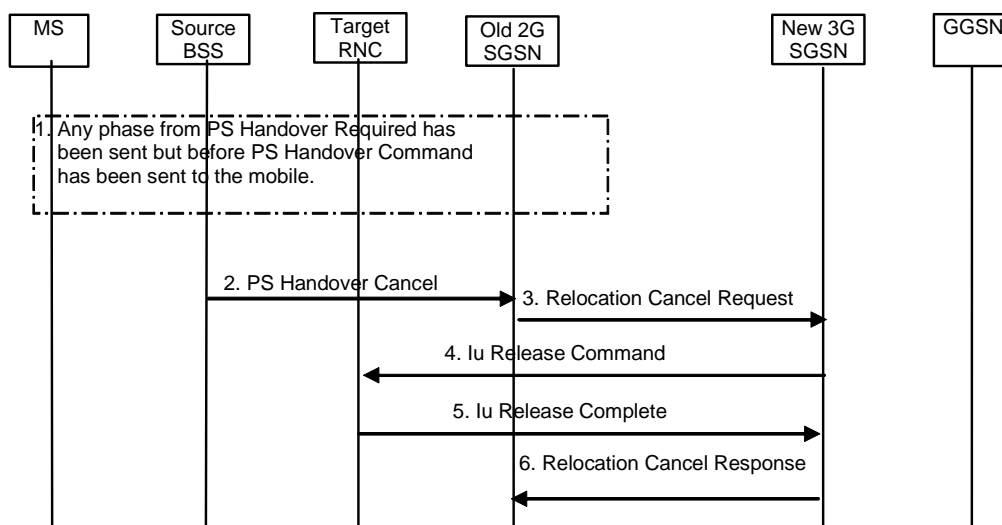 MS
Source
BSS
Target
RNC
Old 2G
SGSN
New 3G
SGSN
GGSN
1. Any phase from PS Handover Required has
been sent but before PS Handover Command
has been sent to the mobile.
2. PS Handover Cancel
3. Relocation Cancel Request
4. Iu Release Command
5. Iu Release Complete
6. Relocation Cancel Response